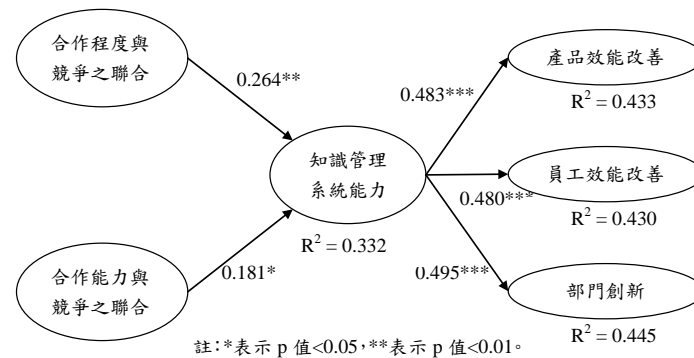 合作程度與
競爭之聯合
0.264**
合作能力與
競爭之聯合
0.181*
知識管理
系統能力
R² = 0.332
0.483***
0.480***
0.495***
產品效能改善
R² = 0.433
員工效能改善
R² = 0.430
部門創新
R² = 0.445
註:*表示 p 值<0.05,**表示 p 值<0.01。